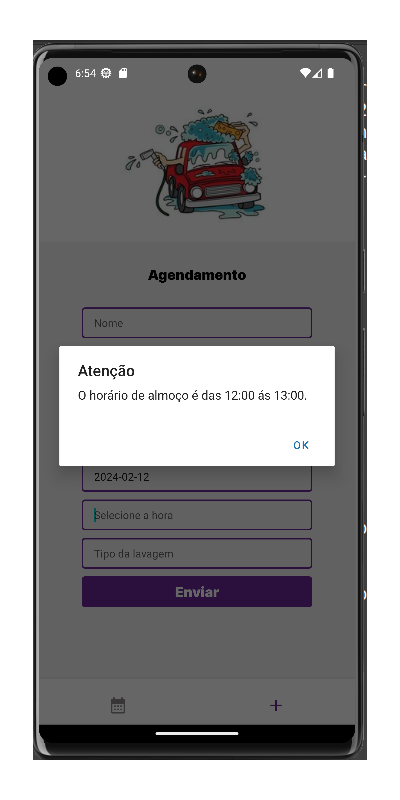 6:54
Agendamento
Nome
Atenção
O horário de almoço é das 12:00 ás 13:00.
OK
2024-02-12
Selecione a hora
Tipo da lavagem
Enviar